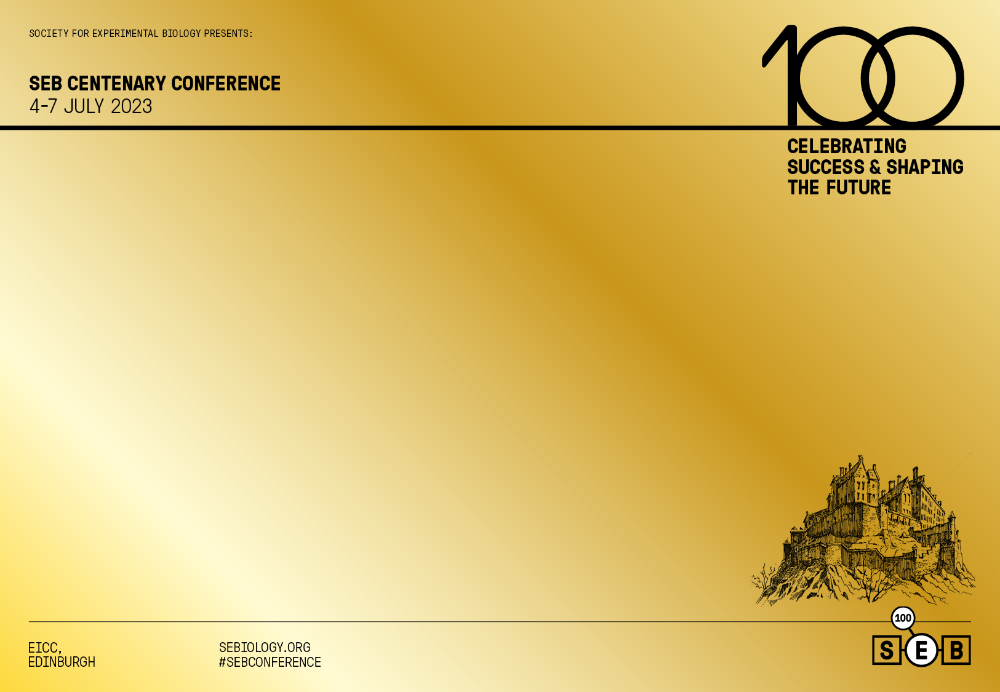 SOCIETY FOR EXPERIMENTAL BIOLOGY PRESENTS:
SEB CENTENARY CONFERENCE
4-7 JULY 2023
100
CELEBRATING
SUCCESS & SHAPING
THE FUTURE
EICC,
EDINBURGH
SEBIOLOGY.ORG
#SEBCONFERENCE
100
S E B